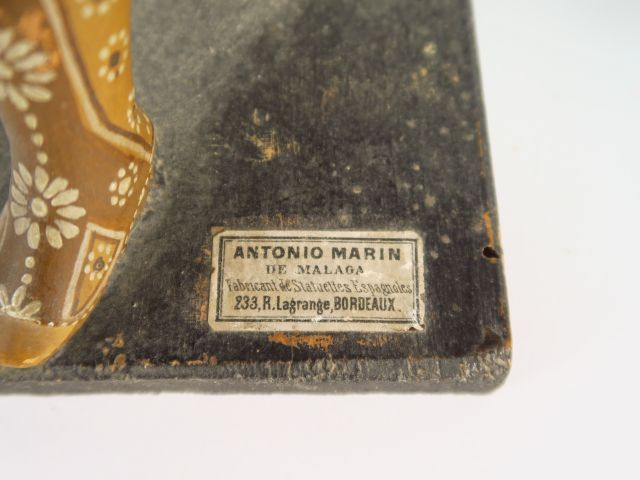 ANTONIO MARIN
DE MALAGA
Fabricant de Statuettes Espagnoles
233, R. Lagrange, BORDEAUX.